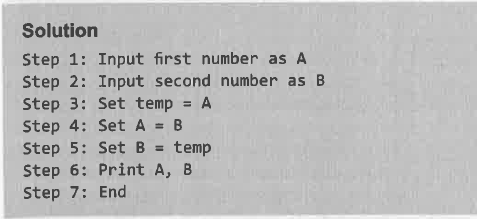 Solution
Step 1: Input first number as A
Step 2: Input second number as B
Step 3: Set temp = A
Step 4: Set A = B
Step 5: Set B = temp
Step 6: Print A, B
Step 7: End